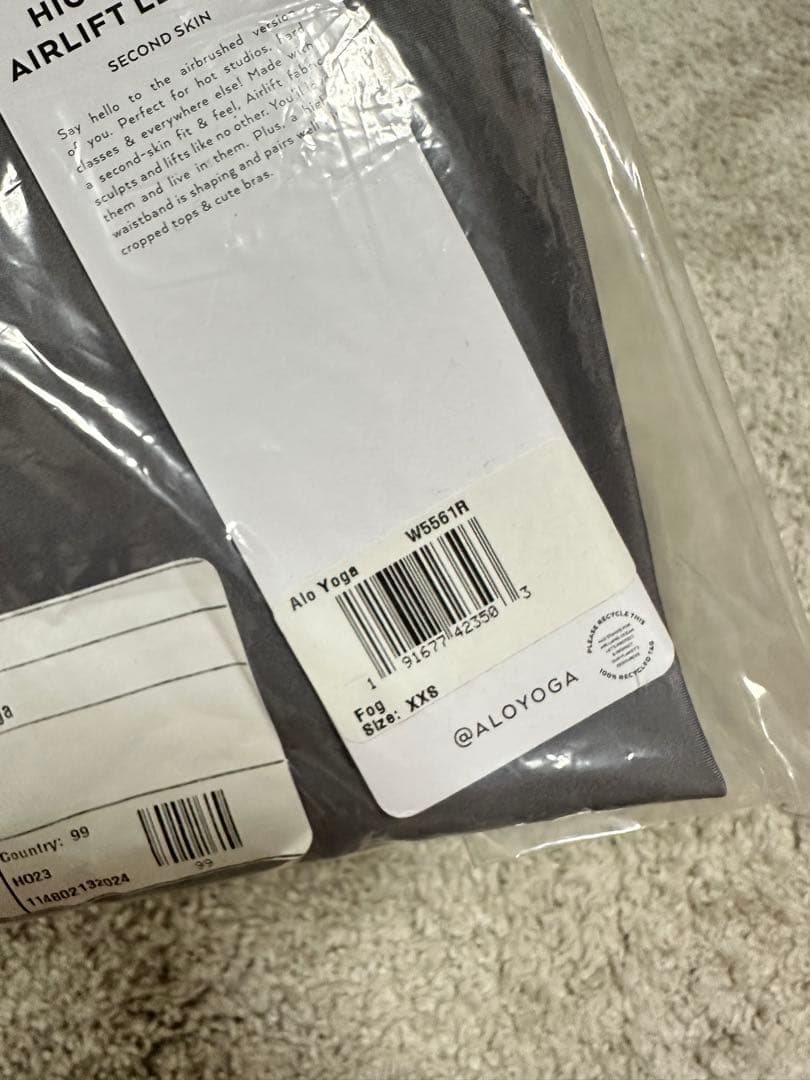 AIRLIFT
SECOND SKIN
Say hello to the airbrushed
of you. Perfect for hot studios,
classes & everywhere else! Made with
a second-skin fit & feel, Airlift fabric
sculpts and lifts like no other. You'll
them and live in them. Plus, a
waistband is shaping and pairs
cropped tops & cute bras.
Alo Yoga W5561R
1 91677 42350 3
Fog
Size: XXS
@ALOYOGA
PLEASE RECYCLE THIS
100% RECYCLED TAG
Country: 99
99
HO23
114802132024